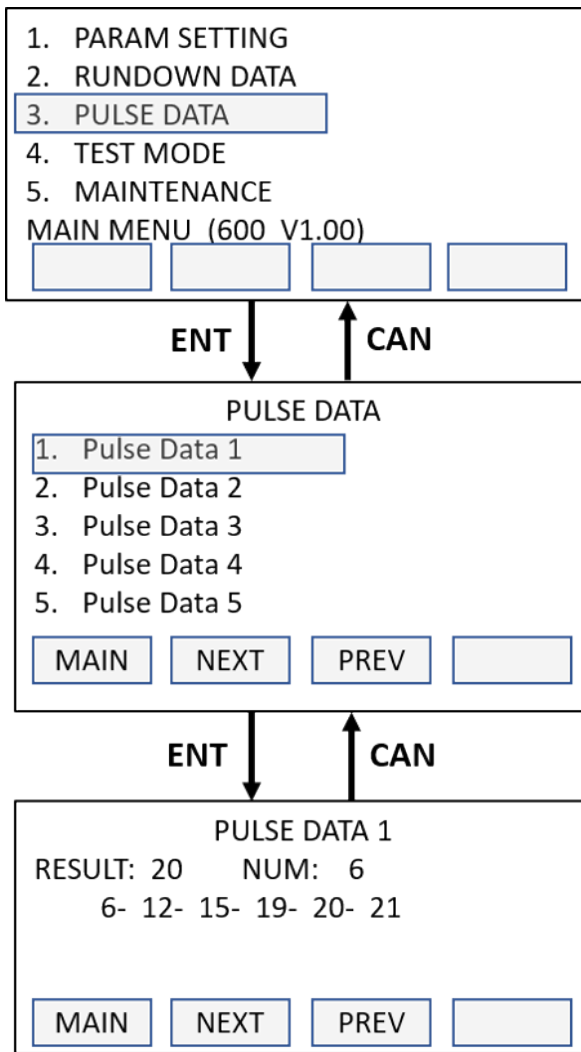 1. PARAM SETTING
2. RUNDOWN DATA
3. PULSE DATA
4. TEST MODE
5. MAINTENANCE
MAIN MENU (600 V1.00)
ENT CAN
PULSE DATA
1. Pulse Data 1
2. Pulse Data 2
3. Pulse Data 3
4. Pulse Data 4
5. Pulse Data 5
MAIN NEXT PREV
ENT CAN
PULSE DATA 1
RESULT: 20 NUM: 6
6- 12- 15- 19- 20- 21
MAIN NEXT PREV